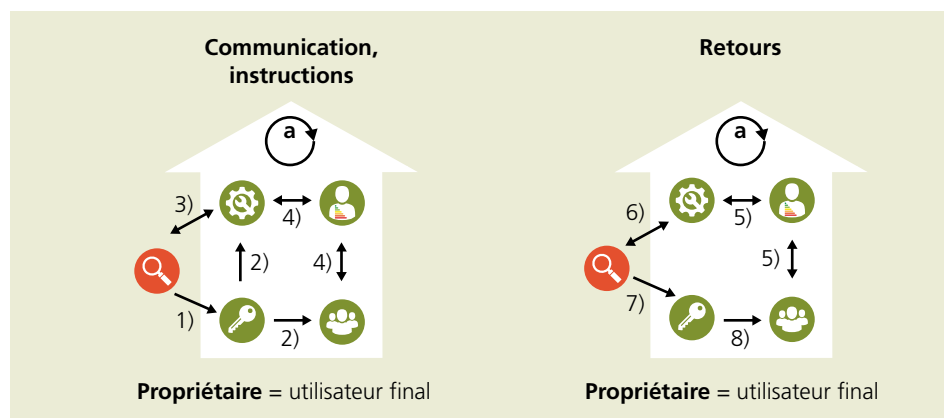 Communication,
instructions
a
3)
4)
2)
4)
1)
2)
Propriétaire = utilisateur final
Retours
a
6)
5)
5)
7)
8)
Propriétaire = utilisateur final